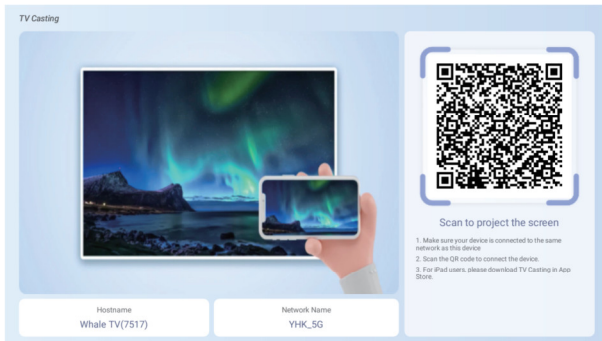 TV Casting
Scan to project the screen
1. Make sure your device is connected to the same
network as this device
2. Scan the QR code to connect the device.
3. For iPad users, please download TV Casting in App
Store.
Hostname
Whale TV(7517)
Network Name
YHK_5G